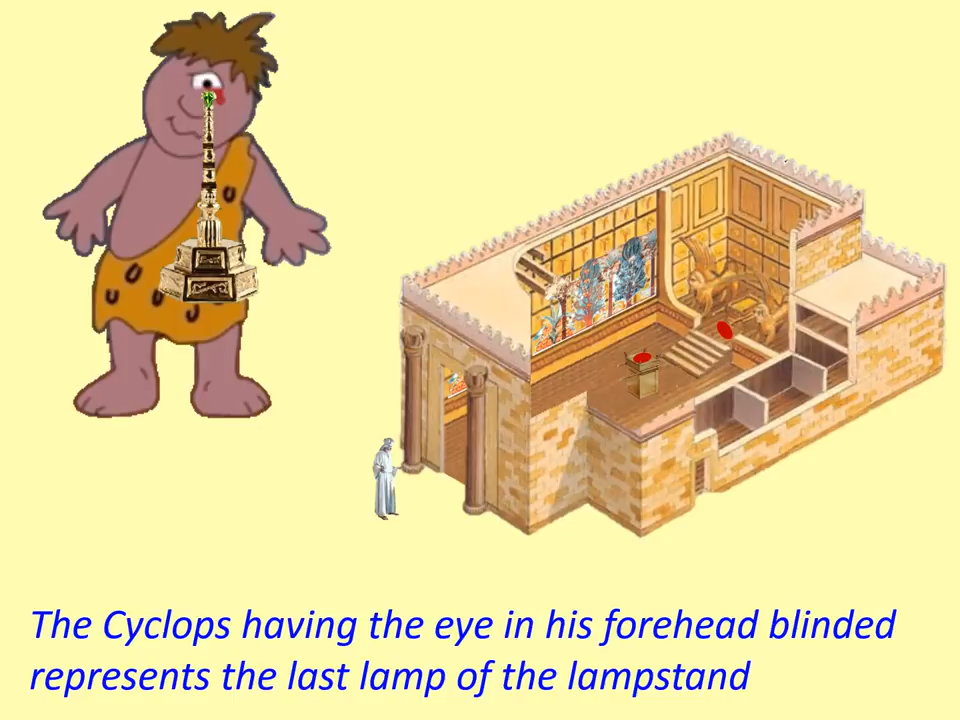 The Cyclops having the eye in his forehead blinded
represents the last lamp of the lampstand